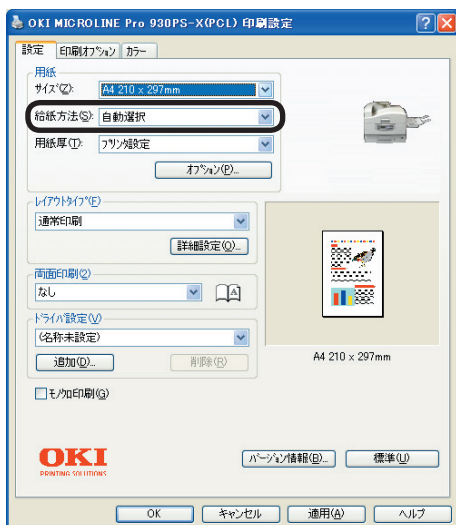 OKI MICROLINE Pro 930PS-X(PCL) 印刷設定
設定 印刷オプション カラー
用紙
サイズ(Z): A4 210 x 297mm
給紙方法(S): 自動選択
用紙厚(T): プリンタ設定
オプション(P)...
レイアウトタイプ(E)
通常印刷
詳細設定(O)...
両面印刷(2)
なし
A
ドライバ設定(V)
(名称未設定)
追加(D)... 削除(R)
A4 210 x 297mm
モノクロ印刷(G)
OKI
PRINTING SOLUTIONS
バージョン情報(B)... 標準(U)
OK キャンセル 適用(A) ヘルプ